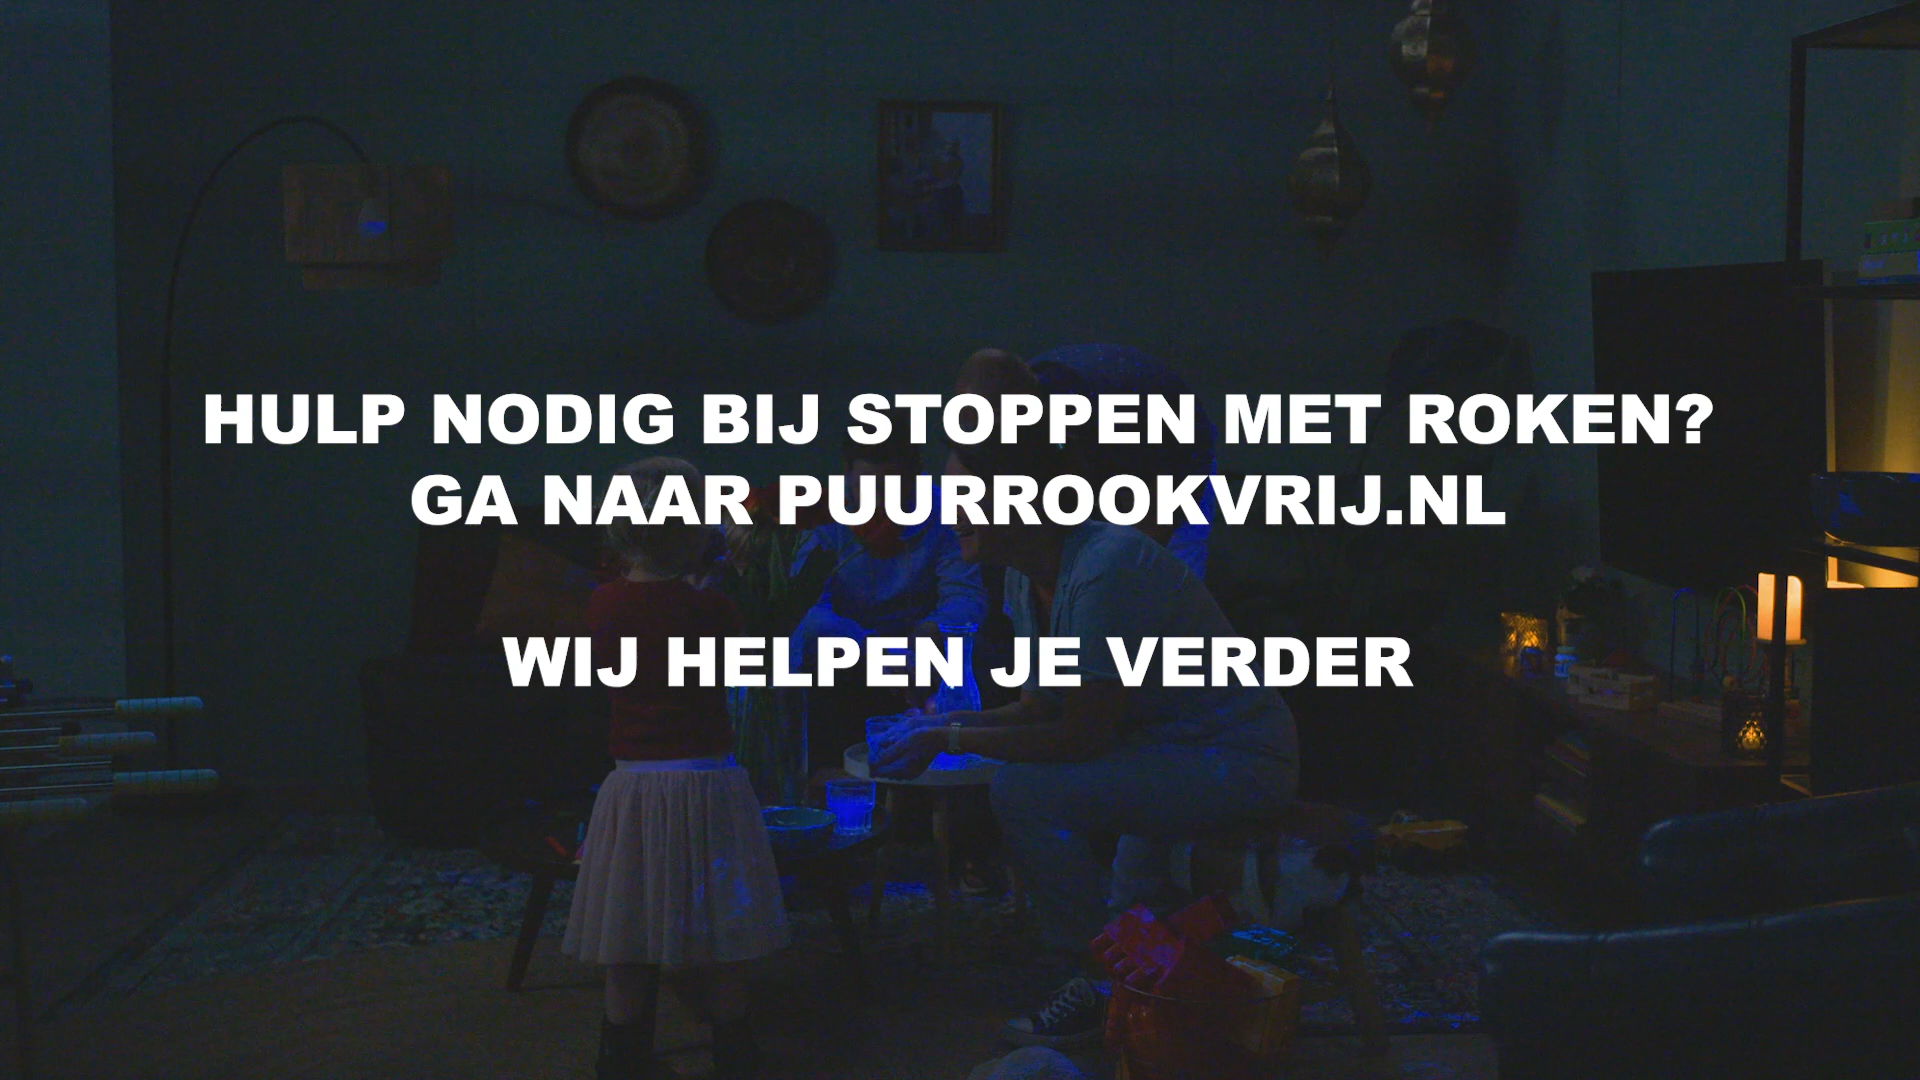 HULP NODIG BIJ STOPPEN MET ROKEN?
GA NAAR PUURROOKVRIJ.NL
WIJ HELPEN JE VERDER